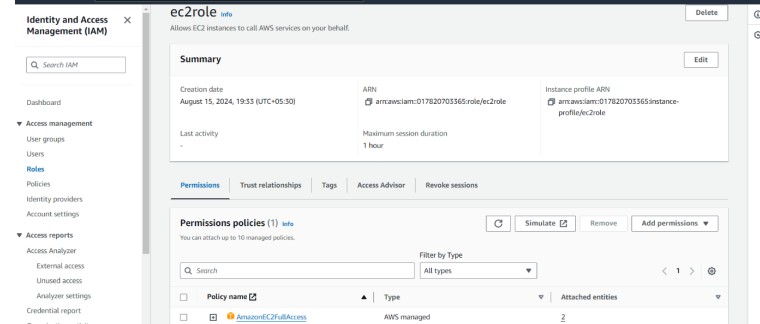 Identity and Access Management (IAM)
Search IAM
Dashboard
Access management
User groups
Users
Roles
Policies
Identity providers
Account settings
Access reports
Access Analyzer
External access
Unused access
Analyzer settings
Credential report
ec2role Info
Delete
Allows EC2 instances to call AWS services on your behalf.
Summary
Edit
Creation date
August 15, 2024, 19:33 (UTC+05:30)
ARN
arn:aws:iam::017820703365:role/ec2role
Instance profile ARN
arn:aws:iam::017820703365:instance-
profile/ec2role
Last activity
-
Maximum session duration
1 hour
Permissions
Trust relationships
Tags
Access Advisor
Revoke sessions
Permissions policies (1) Info
You can attach up to 10 managed policies.
Simulate
Remove
Add permissions
Filter by Type
Search
All types
1
Policy name
Type
Attached entities
AmazonEC2FullAccess
AWS managed
2